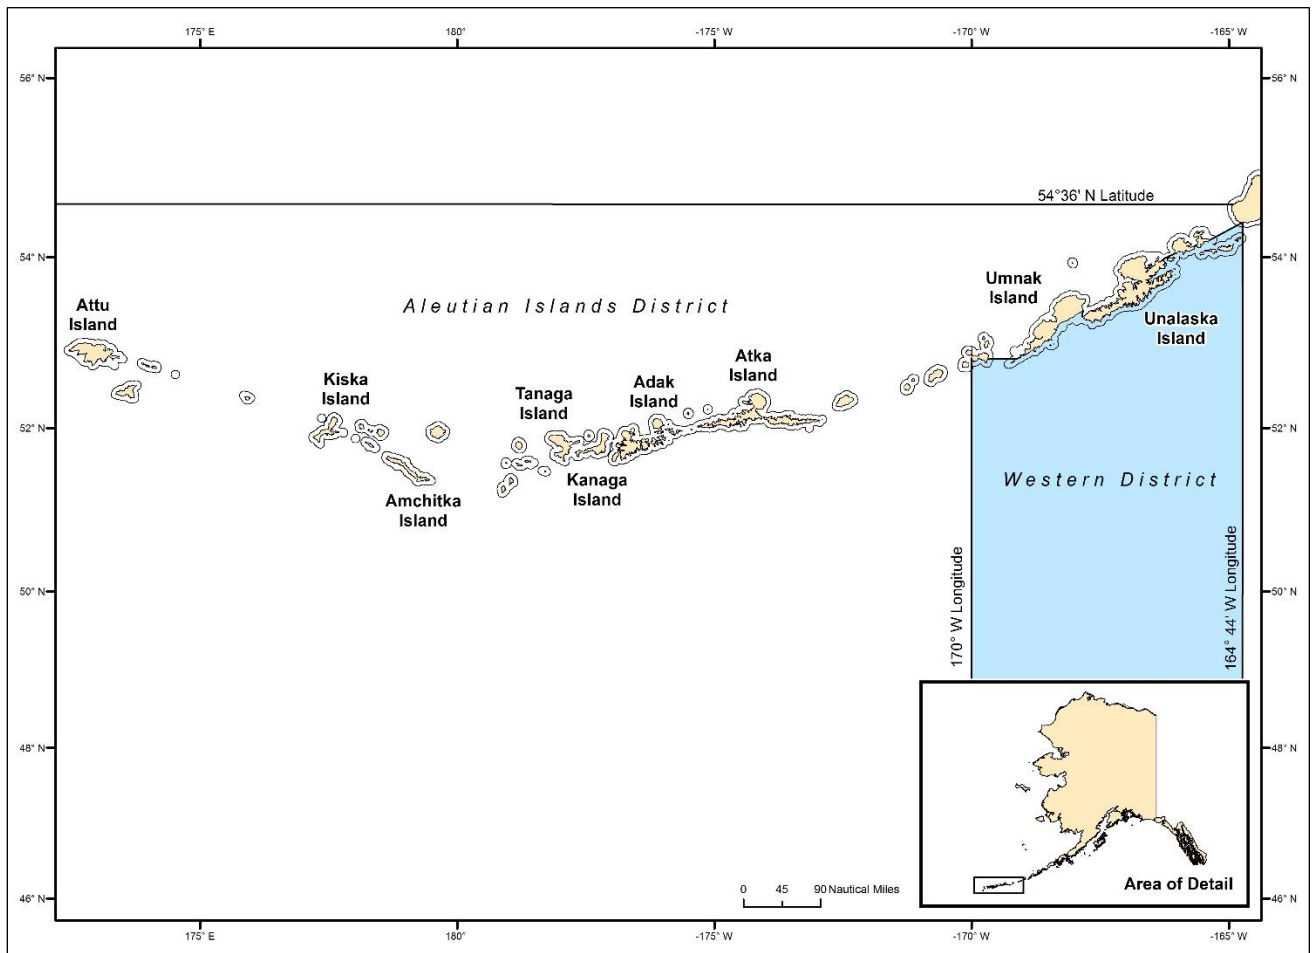 175° E
180°
-175° W
-170° W
-165° W
56° N
56° N
54°36' N Latitude
54° N
54° N
Aleutian Islands District
Umnak
Island
Attu
Island
Unalaska
Island
Atka
Island
Kiska
Island
Tanaga
Island
Adak
Island
52° N
52° N
Kanaga
Island
Western District
Amchitka
Island
50° N
50° N
170° W Longitude
164° 44' W Longitude
48° N
48° N
Area of Detail
0 45 90 Nautical Miles
46° N
46° N
175° E
180°
-175° W
-170° W
-165° W